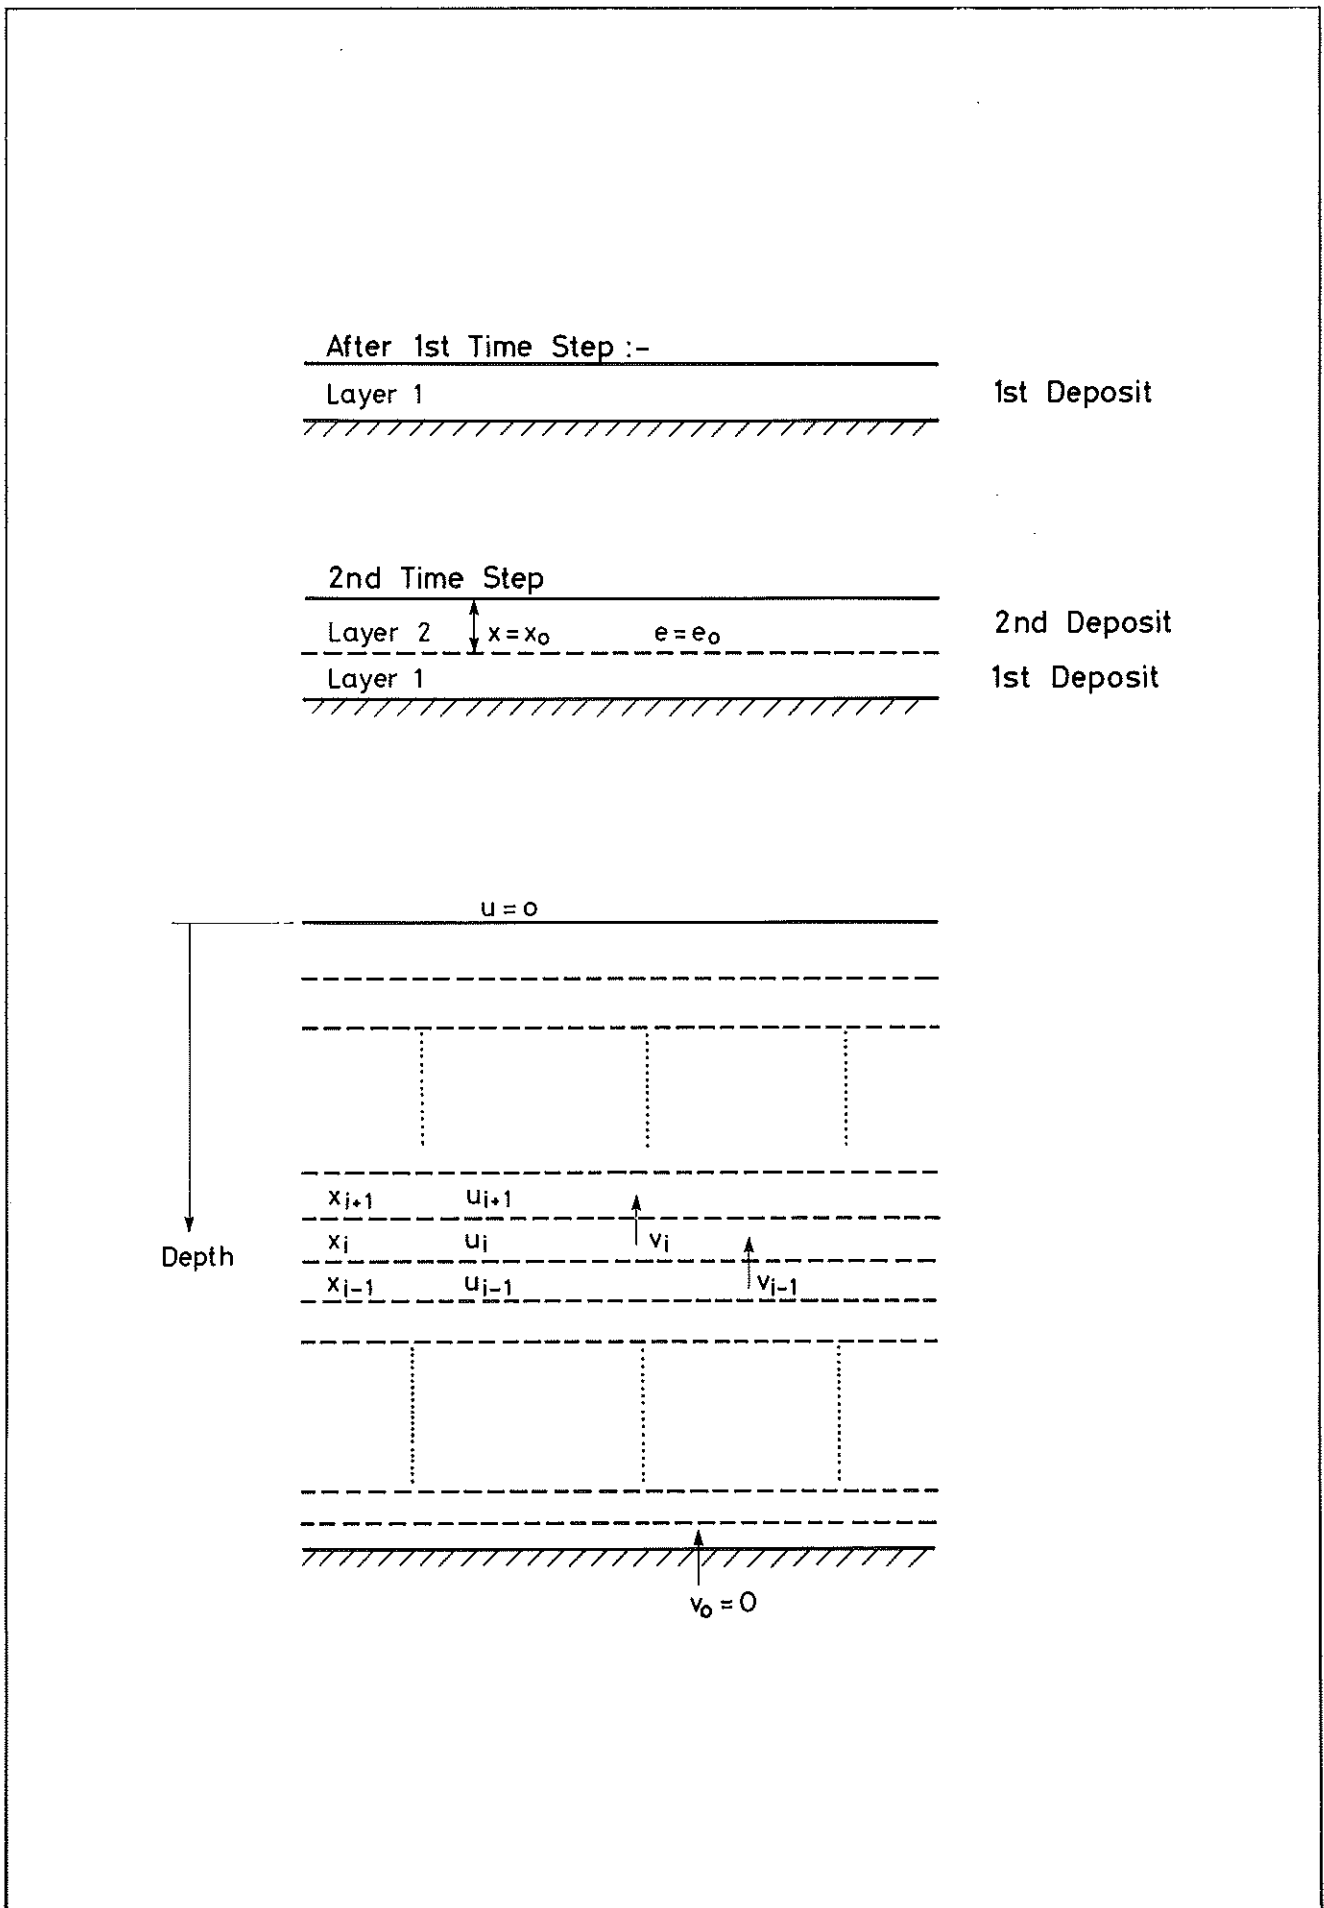 After 1st Time Step :-
Layer 1
1st Deposit
2nd Time Step
Layer 2 x = x₀ e = e₀
2nd Deposit
Layer 1
1st Deposit
u = o
xᵢ₊₁ uᵢ₊₁
xᵢ uᵢ vᵢ
Depth
xᵢ₋₁ uᵢ₋₁ vᵢ₋₁
v₀ = 0